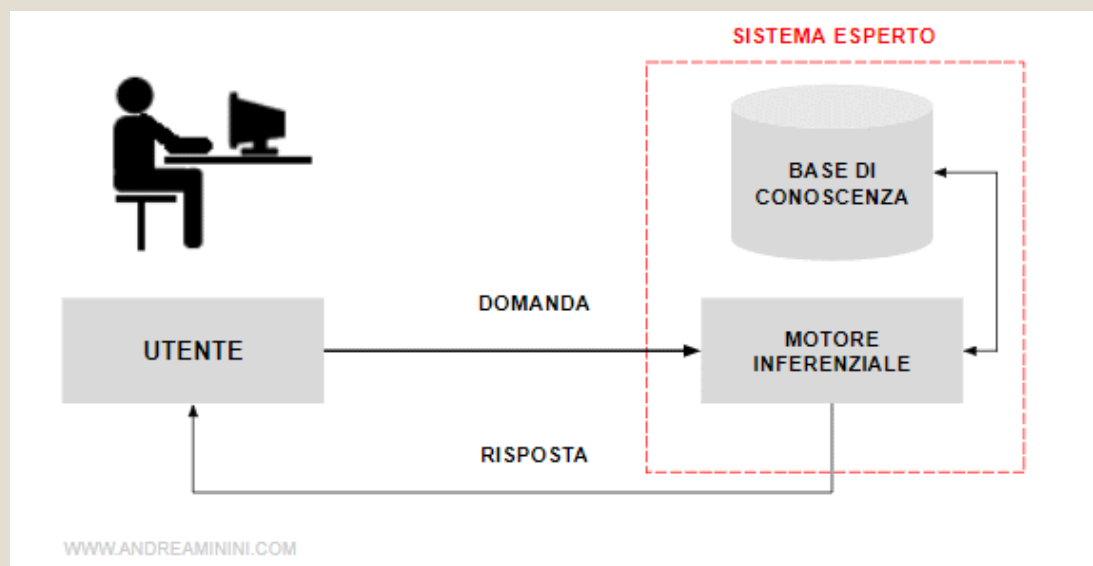 SISTEMA ESPERTO
BASE DI
CONOSCENZA
DOMANDA
UTENTE
MOTORE
INFERENZIALE
RISPOSTA
WWW.ANDREAMININI.COM